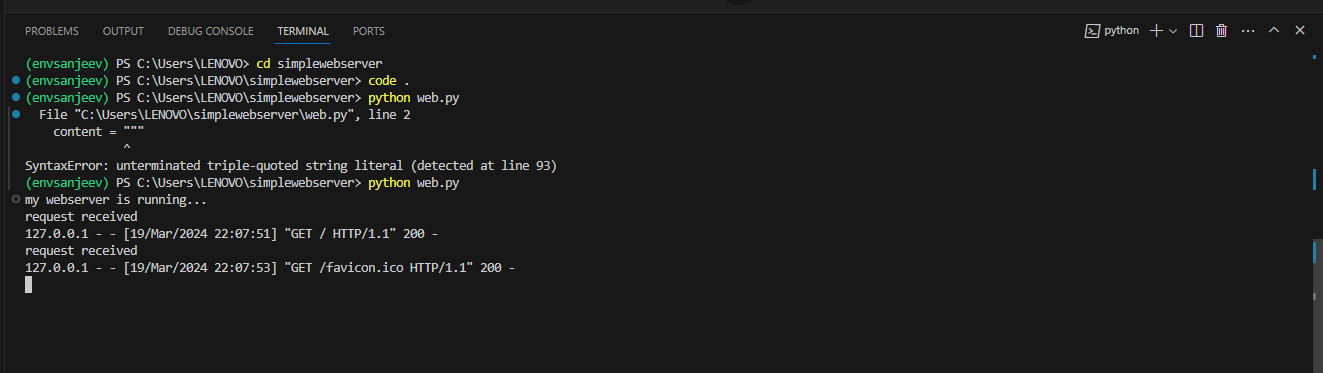 PROBLEMS OUTPUT DEBUG CONSOLE TERMINAL PORTS python
(envsanjeev) PS C:\Users\LENOVO> cd simplewebserver
(envsanjeev) PS C:\Users\LENOVO\simplewebserver> code .
(envsanjeev) PS C:\Users\LENOVO\simplewebserver> python web.py
File "C:\Users\LENOVO\simplewebserver\web.py", line 2
content = """
^
SyntaxError: unterminated triple-quoted string literal (detected at line 93)
(envsanjeev) PS C:\Users\LENOVO\simplewebserver> python web.py
my webserver is running...
request received
127.0.0.1 - - [19/Mar/2024 22:07:51] "GET / HTTP/1.1" 200 -
request received
127.0.0.1 - - [19/Mar/2024 22:07:53] "GET /favicon.ico HTTP/1.1" 200 -